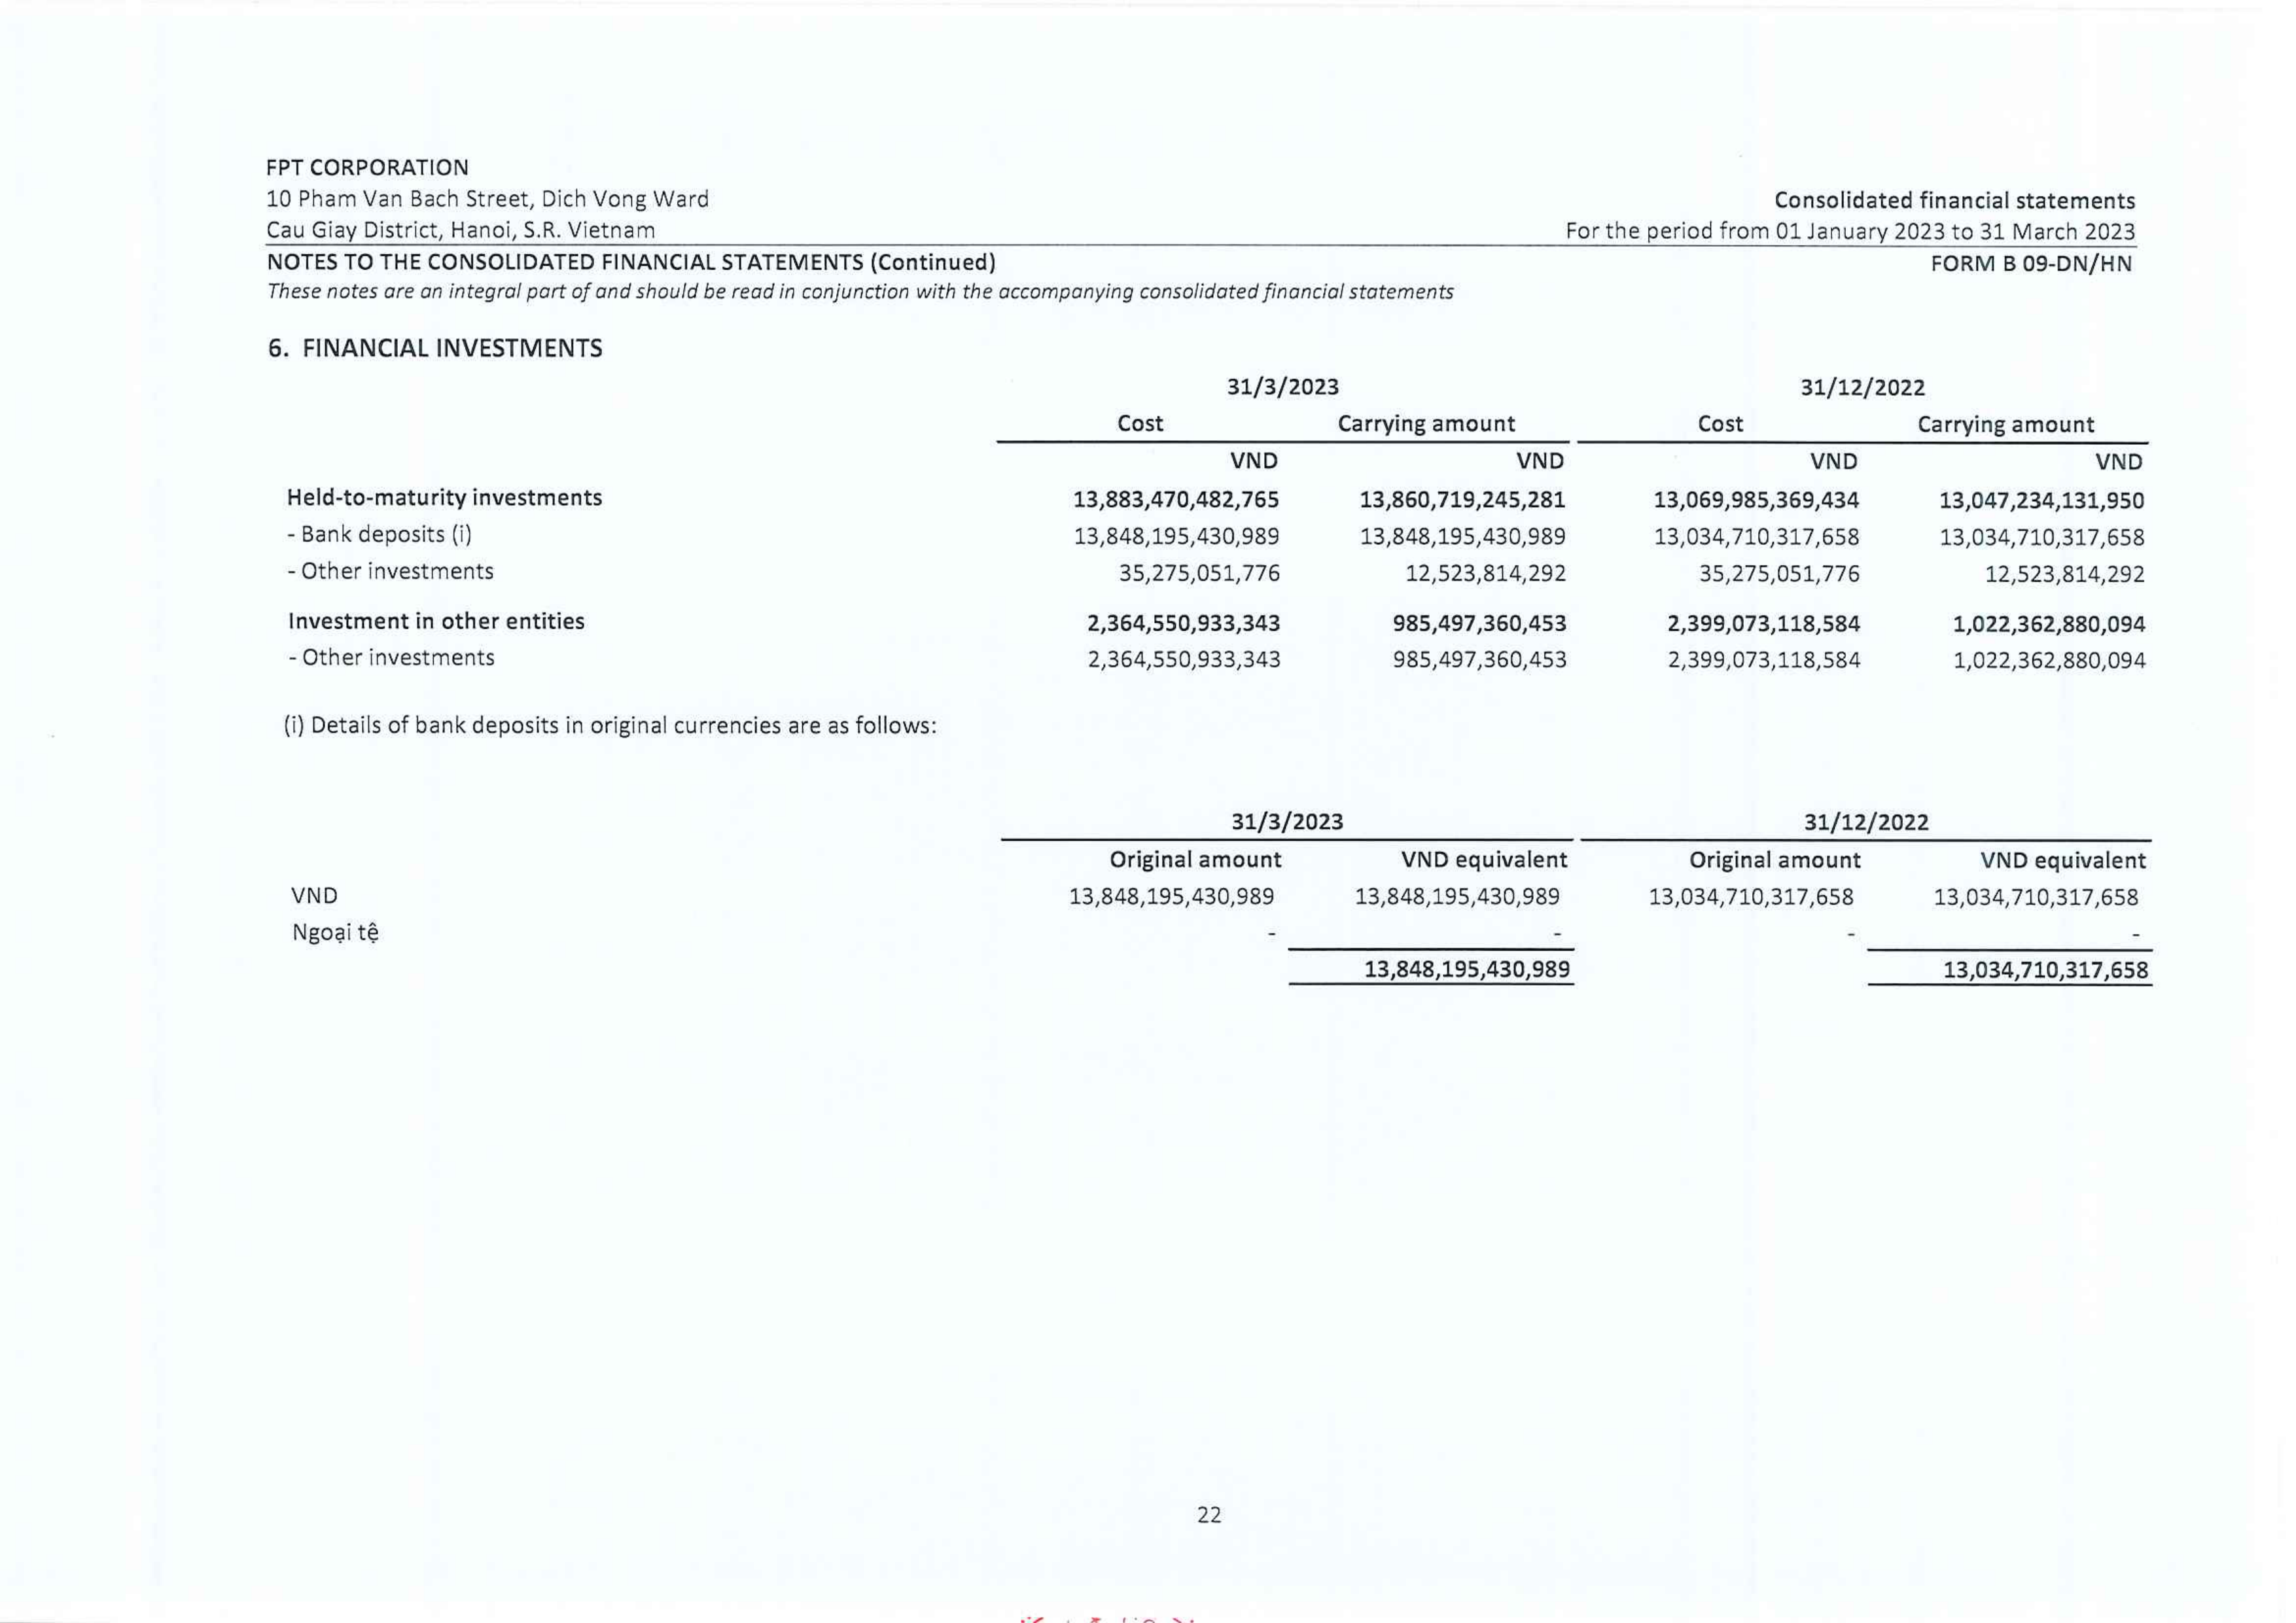 FPT CORPORATION
10 Pham Van Bach Street, Dich Vong Ward
Consolidated financial statements
Cau Giay District, Hanoi, S.R. Vietnam
For the period from 01 January 2023 to 31 March 2023
NOTES TO THE CONSOLIDATED FINANCIAL STATEMENTS (Continued)
FORM B 09-DN/HN
These notes are an integral part of and should be read in conjunction with the accompanying consolidated financial statements
6. FINANCIAL INVESTMENTS
31/3/2023 31/12/2022
Cost Carrying amount Cost Carrying amount
VND VND VND VND
Held-to-maturity investments 13,883,470,482,765 13,860,719,245,281 13,069,985,369,434 13,047,234,131,950
- Bank deposits (i) 13,848,195,430,989 13,848,195,430,989 13,034,710,317,658 13,034,710,317,658
- Other investments 35,275,051,776 12,523,814,292 35,275,051,776 12,523,814,292
Investment in other entities 2,364,550,933,343 985,497,360,453 2,399,073,118,584 1,022,362,880,094
- Other investments 2,364,550,933,343 985,497,360,453 2,399,073,118,584 1,022,362,880,094
(i) Details of bank deposits in original currencies are as follows:
31/3/2023 31/12/2022
Original amount VND equivalent Original amount VND equivalent
VND 13,848,195,430,989 13,848,195,430,989 13,034,710,317,658 13,034,710,317,658
Ngoại tệ - - - -
13,848,195,430,989 13,034,710,317,658
22